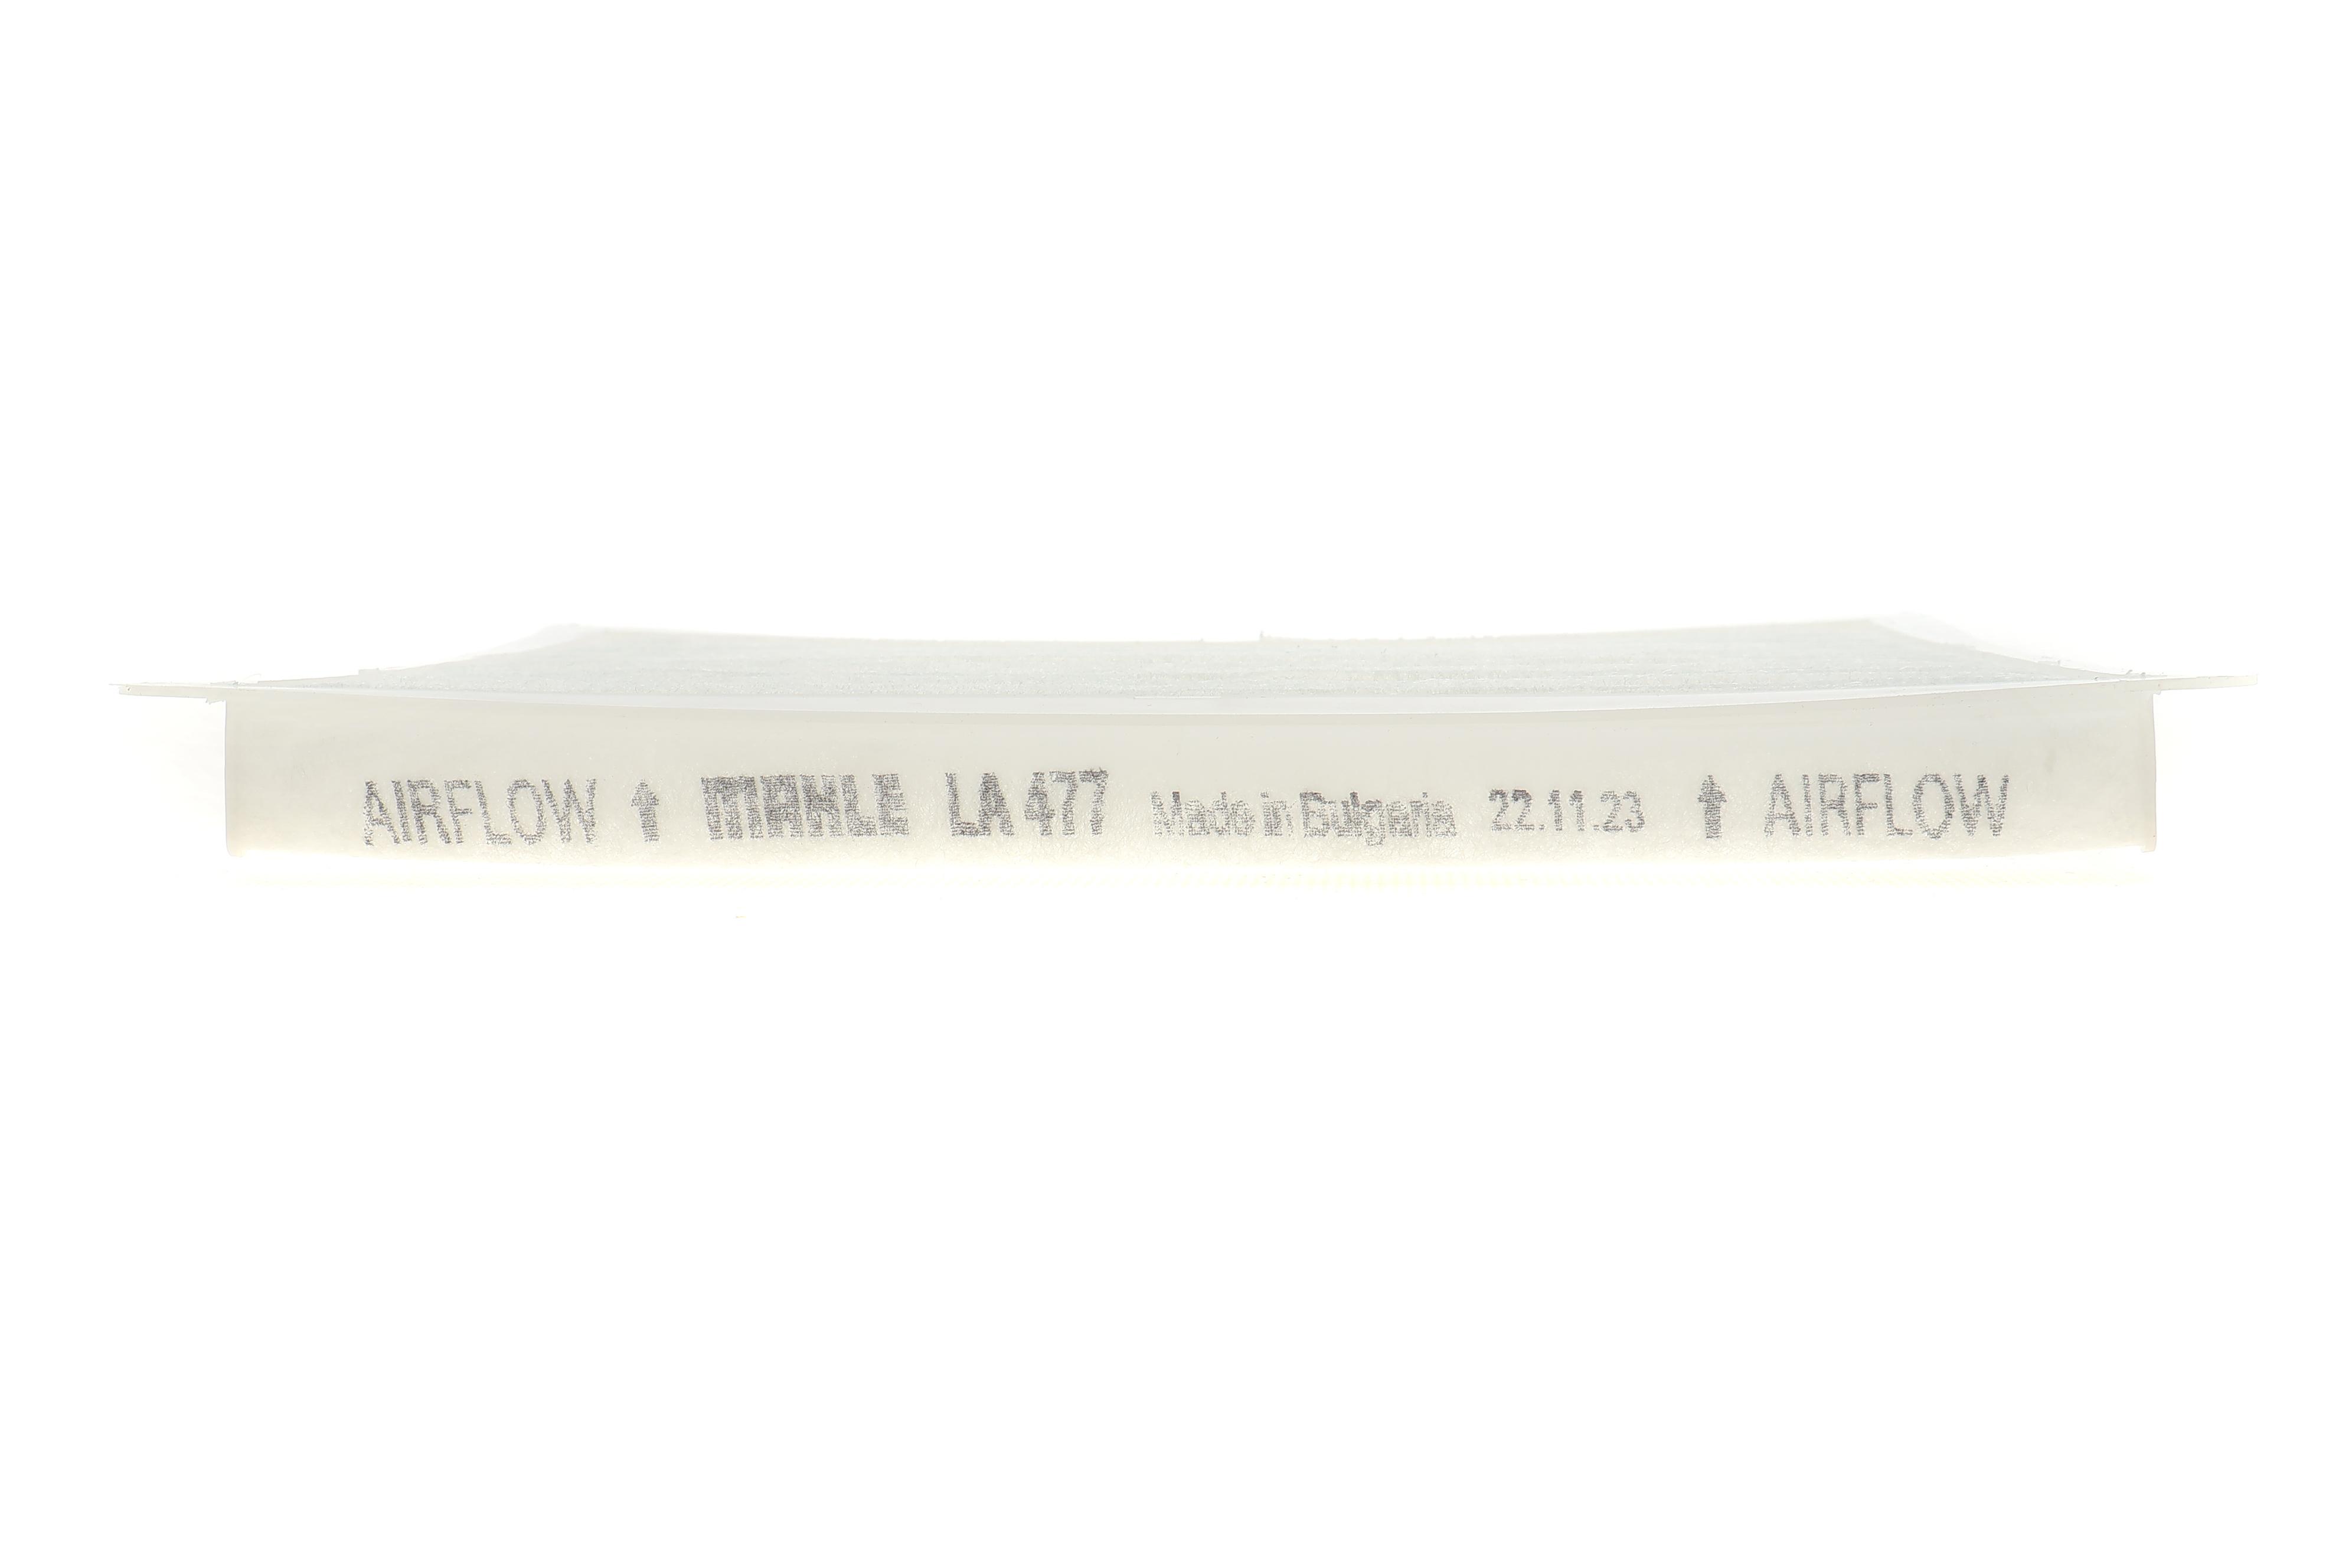 AIRFLOW ⬆ MAHLE LA 477 Made in Bulgaria 22.11.23 ⬆ AIRFLOW